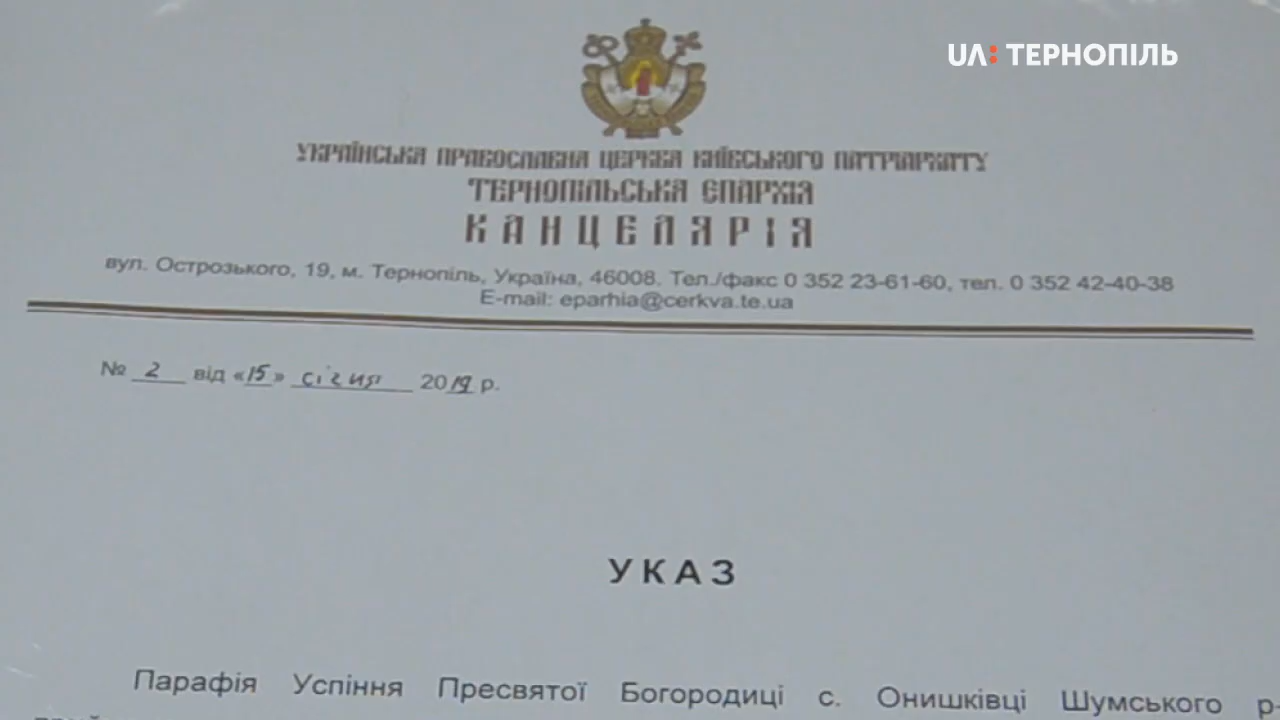 UA: ТЕРНОПІЛЬ
УКРАЇНСЬКА ПРАВОСЛАВНА ЦЕРКВА КИЇВСЬКОГО ПАТРІАРХАТУ
ТЕРНОПІЛЬСЬКА ЄПАРХІЯ
КАНЦЕЛЯРІЯ
вул. Острозького, 19, м. Тернопіль, Україна, 46008. Тел./факс 0 352 23-61-60, тел. 0 352 42-40-38
E-mail: eparhia@cerkva.te.ua
№ 2 від «15» січня 2019 р.
УКАЗ
Парафія Успіння Пресвятої Богородиці с. Онишківці Шумського р-